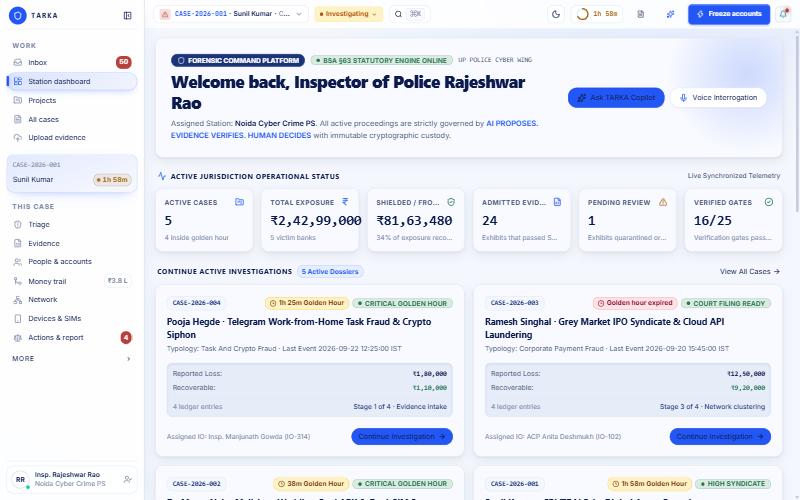 TARKA
CASE-2026-001 · Sunil Kumar · C...
Investigating
⌘K
1h 58m
Freeze accounts
WORK
Inbox 50
Station dashboard
Projects
All cases
Upload evidence
CASE-2026-001
Sunil Kumar 1h 58m
THIS CASE
Triage
Evidence
People & accounts
Money trail ₹3.8 L
Network
Devices & SIMs
Actions & report 4
MORE
RR
Insp. Rajeshwar Rao
Noida Cyber Crime PS
FORENSIC COMMAND PLATFORM BSA §63 STATUTORY ENGINE ONLINE UP POLICE CYBER WING
Welcome back, Inspector of Police Rajeshwar
Rao
Assigned Station: Noida Cyber Crime PS. All active proceedings are strictly governed by AI PROPOSES.
EVIDENCE VERIFIES. HUMAN DECIDES with immutable cryptographic custody.
Ask TARKA Copilot
Voice Interrogation
ACTIVE JURISDICTION OPERATIONAL STATUS
Live Synchronized Telemetry
ACTIVE CASES
5
4 inside golden hour
TOTAL EXPOSURE
₹2,42,99,000
5 victim banks
SHIELDED / FRO...
₹81,63,480
34% of exposure reco...
ADMITTED EVID...
24
Exhibits that passed S...
PENDING REVIEW
1
Exhibits quarantined or...
VERIFIED GATES
16/25
Verification gates pass...
CONTINUE ACTIVE INVESTIGATIONS 5 Active Dossiers
View All Cases →
CASE-2026-004 1h 25m Golden Hour CRITICAL GOLDEN HOUR
Pooja Hegde · Telegram Work-from-Home Task Fraud & Crypto
Siphon
Typology: Task And Crypto Fraud · Last Event 2026-09-22 12:25:00 IST
Reported Loss: ₹1,80,000
Recoverable: ₹1,10,000
4 ledger entries Stage 1 of 4 · Evidence intake
Assigned IO: Insp. Manjunath Gowda (IO-314) Continue Investigation →
CASE-2026-003 Golden hour expired COURT FILING READY
Ramesh Singhal · Grey Market IPO Syndicate & Cloud API
Laundering
Typology: Corporate Payment Fraud · Last Event 2026-09-20 15:45:00 IST
Reported Loss: ₹12,50,000
Recoverable: ₹9,20,000
4 ledger entries Stage 3 of 4 · Network clustering
Assigned IO: ACP Anita Deshmukh (IO-102) Continue Investigation →
CASE-2026-002 38m Golden Hour CRITICAL GOLDEN HOUR
CASE-2026-001 1h 58m Golden Hour HIGH SYNDICATE